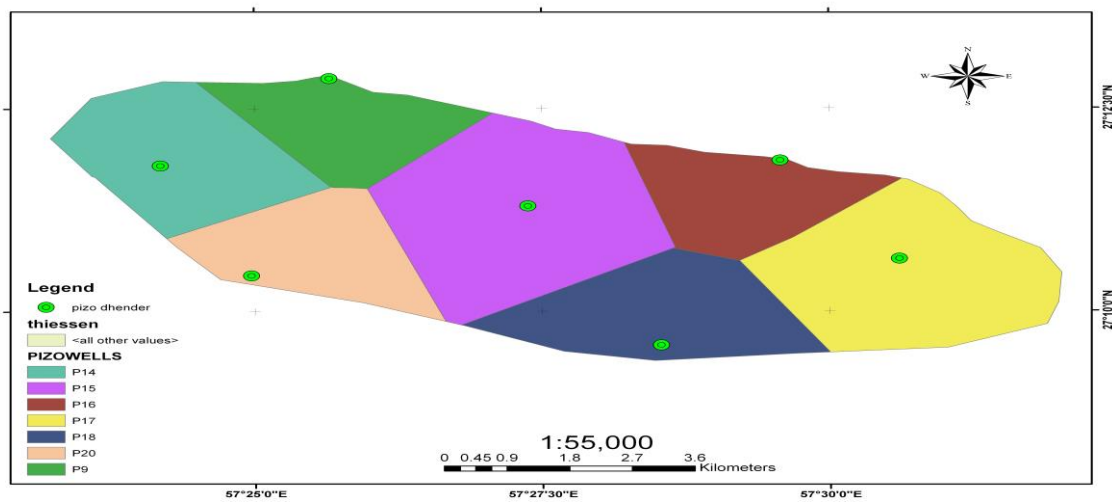 N
W E
S
27°12'30"N
27°10'0"N
Legend
pizo dhender
thiessen
<all other values>
PIZOWELLS
P14
P15
P16
P17
P18
P20
P9
1:55,000
0 0.45 0.9 1.8 2.7 3.6
Kilometers
57°25'0"E 57°27'30"E 57°30'0"E